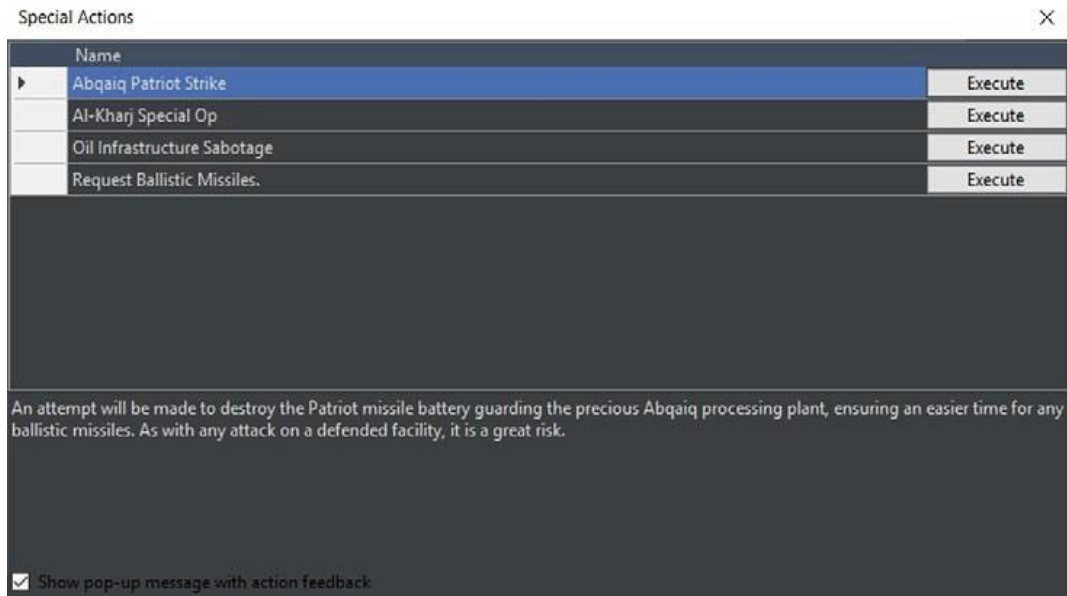 Special Actions
Name
Abqaiq Patriot Strike Execute
Al-Kharj Special Op Execute
Oil Infrastructure Sabotage Execute
Request Ballistic Missiles. Execute
An attempt will be made to destroy the Patriot missile battery guarding the precious Abqaiq processing plant, ensuring an easier time for any
ballistic missiles. As with any attack on a defended facility, it is a great risk.
Show pop-up message with action feedback